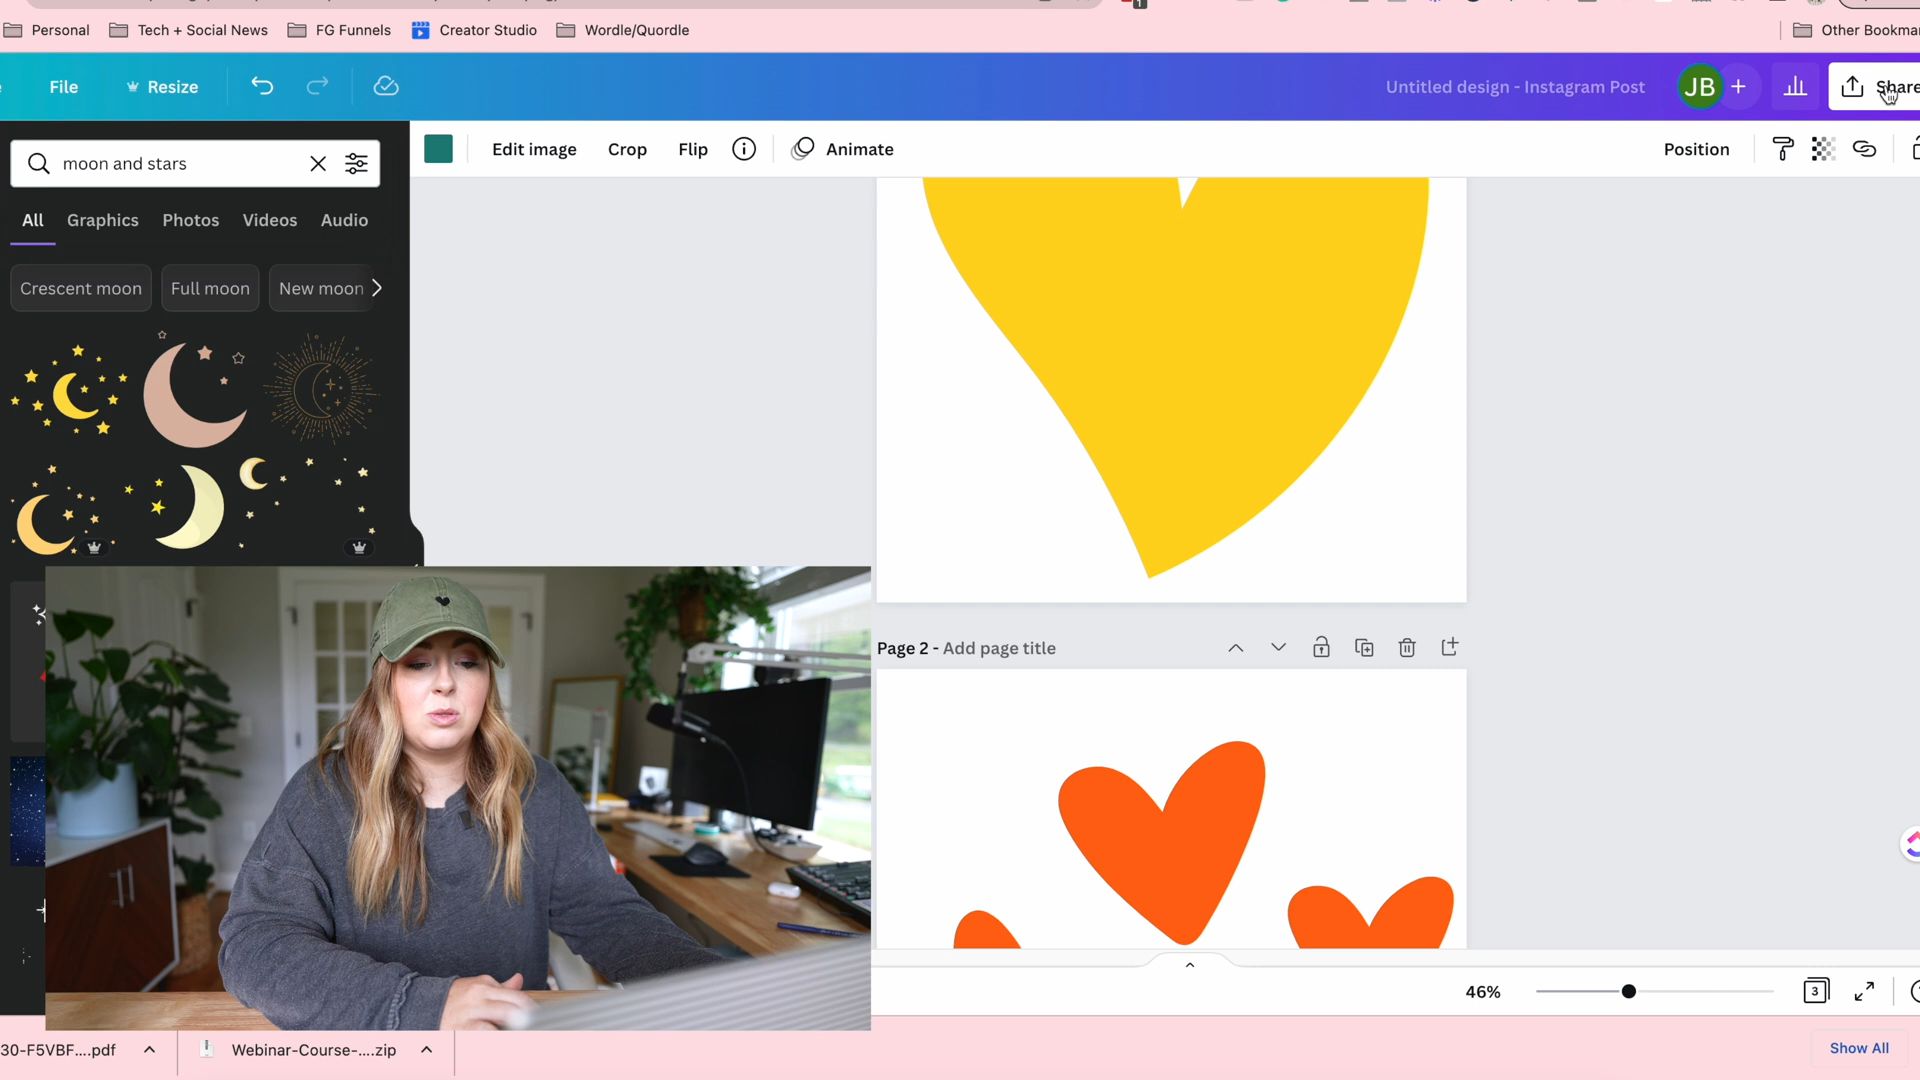 1
Personal
Tech + Social News
FG Funnels
Creator Studio
Wordle/Quordle
Other Bookmar
File
Resize
Untitled design - Instagram Post
JB
Share
moon and stars
Edit image
Crop
Flip
Animate
Position
All
Graphics
Photos
Videos
Audio
Crescent moon
Full moon
New moon
Page 2 - Add page title
46%
3
30-F5VBF....pdf
Webinar-Course-....zip
Show All